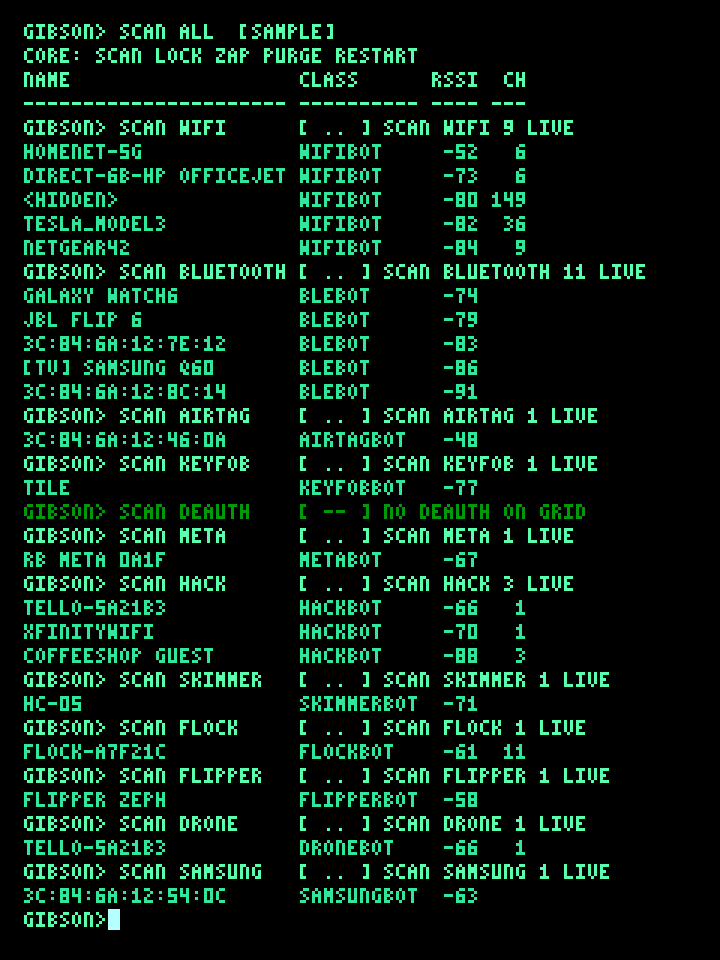 GIBSON> SCAN ALL  [SAMPLE]
CORE: SCAN LOCK ZAP PURGE RESTART
NAME                   CLASS      RSSI  CH
---------------------- ---------- ---- ---
GIBSON> SCAN WIFI      [ .. ] SCAN WIFI 9 LIVE
HOMENET-5G             WIFIBOT     -52   6
DIRECT-6B-HP OFFICEJET WIFIBOT     -73   6
<HIDDEN>               WIFIBOT     -80 149
TESLA_MODEL3           WIFIBOT     -82  36
NETGEAR42              WIFIBOT     -84   9
GIBSON> SCAN BLUETOOTH [ .. ] SCAN BLUETOOTH 11 LIVE
GALAXY WATCH6          BLEBOT      -74
JBL FLIP 6             BLEBOT      -79
3C:84:6A:12:7E:12      BLEBOT      -83
[TV] SAMSUNG Q60       BLEBOT      -86
3C:84:6A:12:8C:14      BLEBOT      -91
GIBSON> SCAN AIRTAG    [ .. ] SCAN AIRTAG 1 LIVE
3C:84:6A:12:46:0A      AIRTAGBOT   -48
GIBSON> SCAN KEYFOB    [ .. ] SCAN KEYFOB 1 LIVE
TILE                   KEYFOBBOT   -77
GIBSON> SCAN DEAUTH    [ -- ] NO DEAUTH ON GRID
GIBSON> SCAN META      [ .. ] SCAN META 1 LIVE
RB META 0A1F           METABOT     -67
GIBSON> SCAN HACK      [ .. ] SCAN HACK 3 LIVE
TELLO-5A21B3           HACKBOT     -66   1
XFINITYWIFI            HACKBOT     -70   1
COFFEESHOP GUEST       HACKBOT     -88   3
GIBSON> SCAN SKIMMER   [ .. ] SCAN SKIMMER 1 LIVE
HC-05                  SKIMMERBOT  -71
GIBSON> SCAN FLOCK     [ .. ] SCAN FLOCK 1 LIVE
FLOCK-A7F21C           FLOCKBOT    -61  11
GIBSON> SCAN FLIPPER   [ .. ] SCAN FLIPPER 1 LIVE
FLIPPER ZEPH           FLIPPERBOT  -58
GIBSON> SCAN DRONE     [ .. ] SCAN DRONE 1 LIVE
TELLO-5A21B3           DRONEBOT    -66   1
GIBSON> SCAN SAMSUNG   [ .. ] SCAN SAMSUNG 1 LIVE
3C:84:6A:12:54:0C      SAMSUNGBOT  -63
GIBSON>